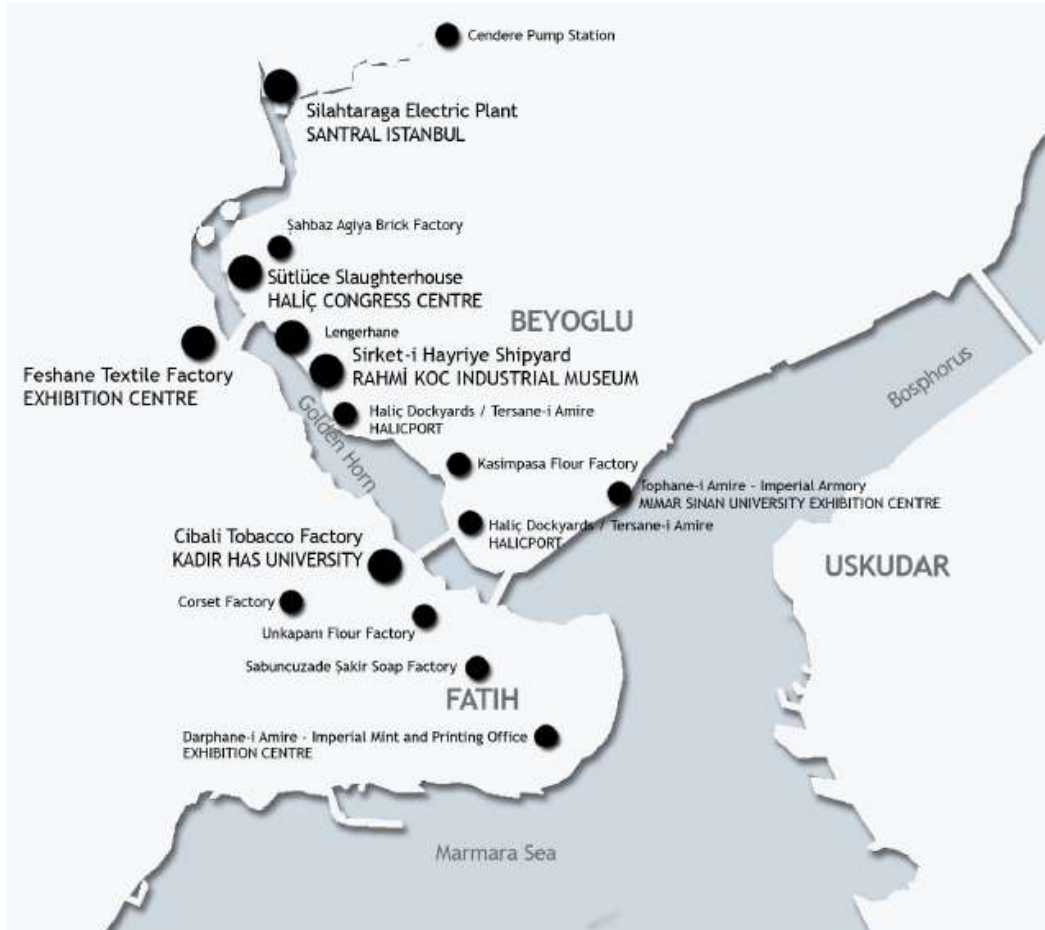 Cendere Pump Station
Silahtaraga Electric Plant
SANTRAL ISTANBUL
Şahbaz Agiya Brick Factory
Sütlüce Slaughterhouse
HALİÇ CONGRESS CENTRE
BEYOGLU
Lengerhane
Sirket-i Hayriye Shipyard
RAHMİ KOC INDUSTRIAL MUSEUM
Feshane Textile Factory
EXHIBITION CENTRE
Bosphorus
Golden Horn
Haliç Dockyards / Tersane-i Amire
HALICPORT
Kasimpasa Flour Factory
Tophane-i Amire - Imperial Armory
MIMAR SINAN UNIVERSITY EXHIBITION CENTRE
Haliç Dockyards / Tersane-i Amire
HALICPORT
Cibali Tobacco Factory
KADIR HAS UNIVERSITY
USKUDAR
Corset Factory
Unkapanı Flour Factory
Sabuncuzade Şakir Soap Factory
FATIH
Darphane-i Amire - Imperial Mint and Printing Office
EXHIBITION CENTRE
Marmara Sea